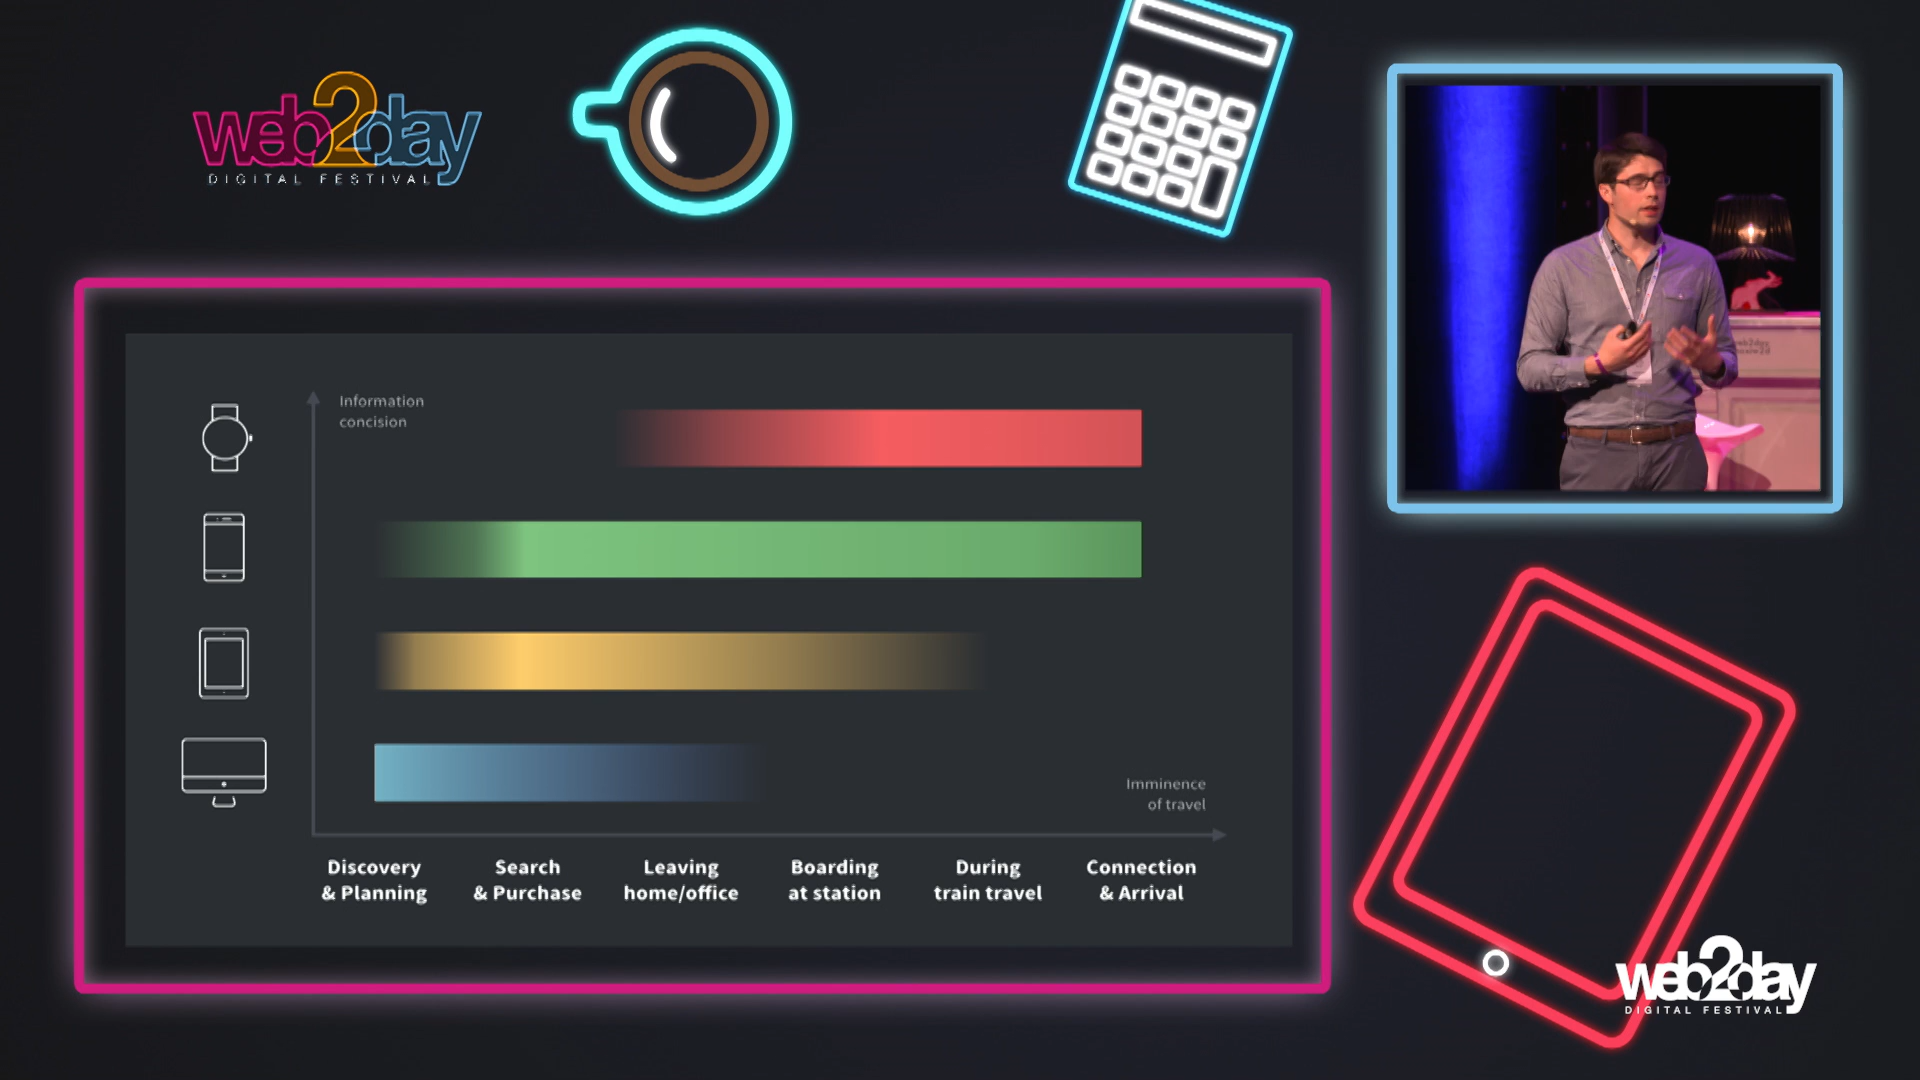 web2day
DIGITAL FESTIVAL
Information
concision
Imminence
of travel
Discovery
& Planning
Search
& Purchase
Leaving
home/office
Boarding
at station
During
train travel
Connection
& Arrival
web2day
DIGITAL FESTIVAL